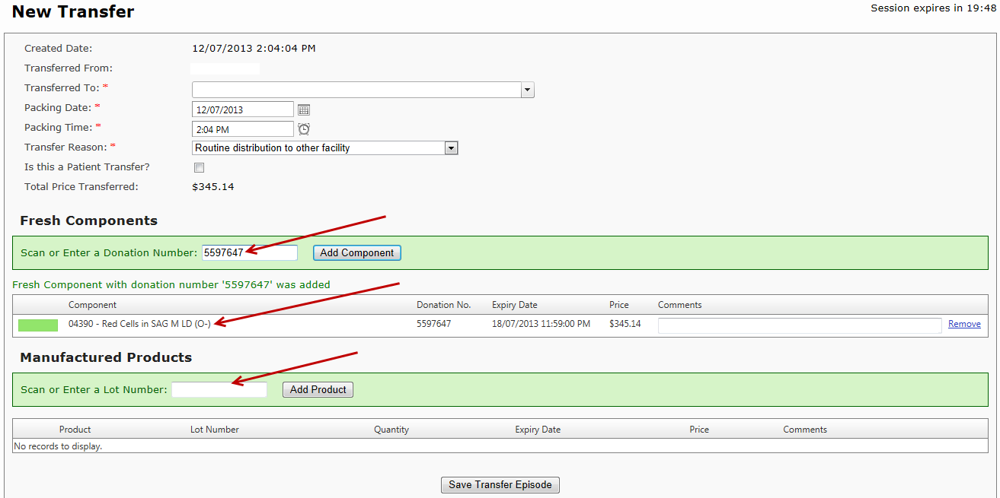 New Transfer
Session expires in 19:48
Created Date: 12/07/2013 2:04:04 PM
Transferred From:
Transferred To: *
Packing Date: * 12/07/2013
Packing Time: * 2:04 PM
Transfer Reason: * Routine distribution to other facility
Is this a Patient Transfer?
Total Price Transferred: $345.14
Fresh Components
Scan or Enter a Donation Number: 5597647 Add Component
Fresh Component with donation number '5597647' was added
Component Donation No. Expiry Date Price Comments
04390 - Red Cells in SAG M LD (O-) 5597647 18/07/2013 11:59:00 PM $345.14 Remove
Manufactured Products
Scan or Enter a Lot Number: Add Product
Product Lot Number Quantity Expiry Date Price Comments
No records to display.
Save Transfer Episode